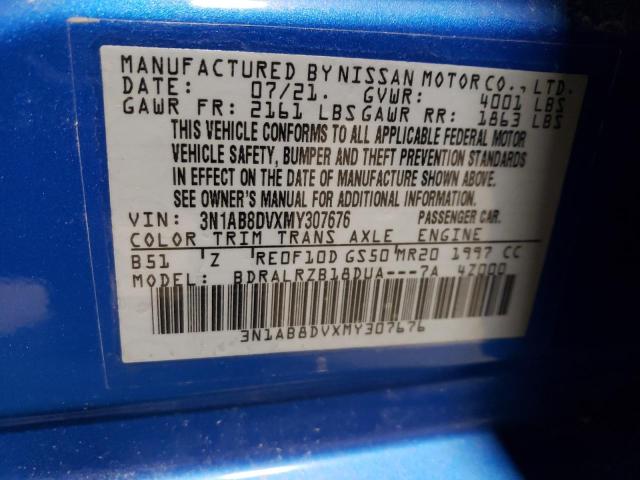 MANUFACTURED BY NISSAN MOTOR CO., LTD.
DATE: 07/21. GVWR: 4001 LBS
GAWR FR: 2161 LBS GAWR RR: 1863 LBS
THIS VEHICLE CONFORMS TO ALL APPLICABLE FEDERAL MOTOR
VEHICLE SAFETY, BUMPER AND THEFT PREVENTION STANDARDS
IN EFFECT ON THE DATE OF MANUFACTURE SHOWN ABOVE.
SEE OWNER'S MANUAL FOR ADDITIONAL INFORMATION.
VIN: 3N1AB8DVXMY307676 PASSENGER CAR.
COLOR TRIM TRANS AXLE ENGINE
B51 Z RE0F10D GS50 MR20 1997 CC
MODEL: BDRALRZB18DUA---7A 4Z000
3N1AB8DVXMY307676